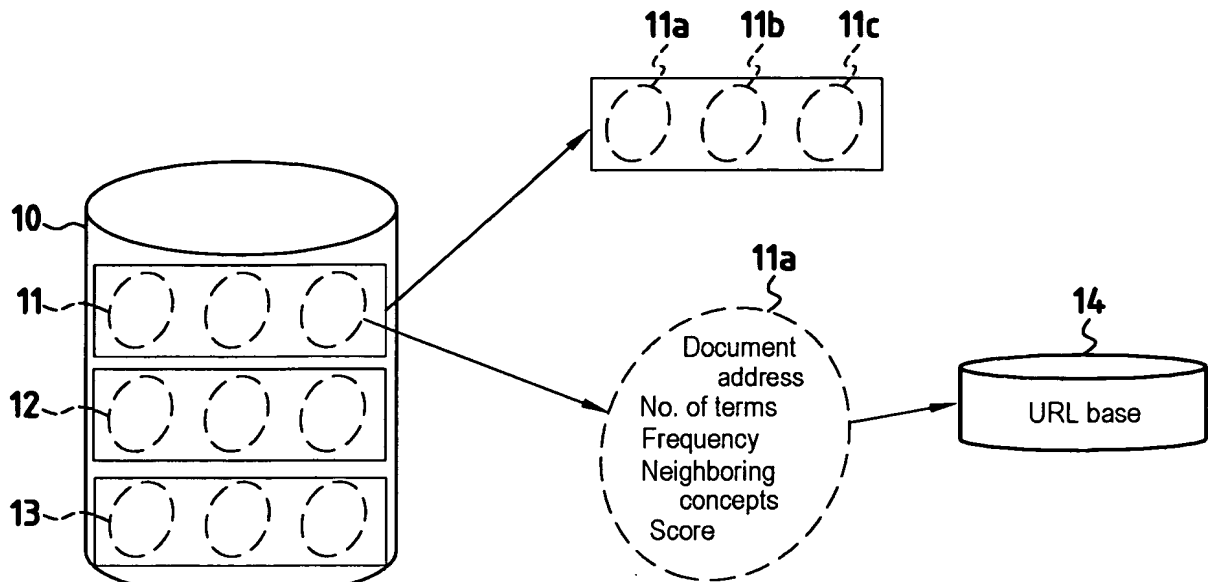 11a 11b 11c
10
11
12
13
11a
Document
address
No. of terms
Frequency
Neighboring
concepts
Score
14
URL base